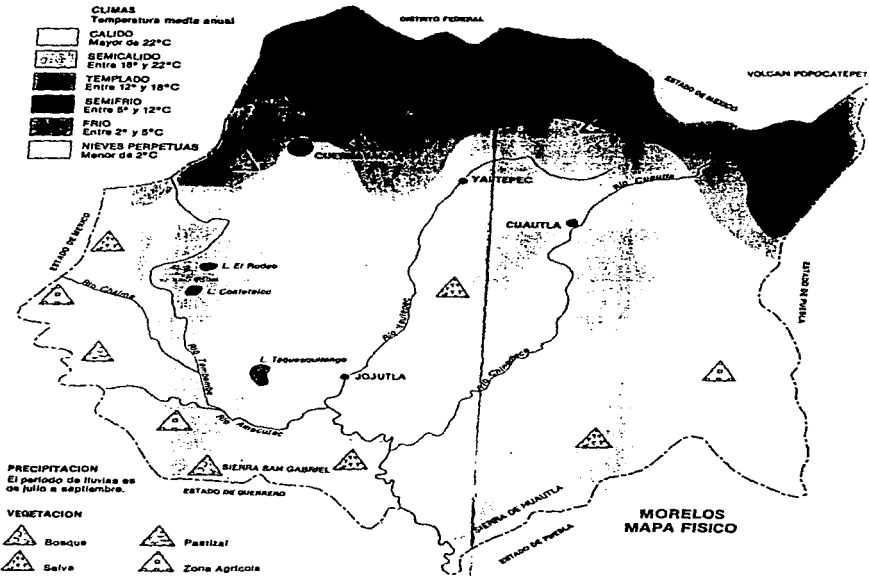 CLIMAS
Temperatura media anual
CALIDO
Mayor de 22°C
SEMICALIDO
Entre 18° y 22°C
TEMPLADO
Entre 12° y 18°C
SEMIFRIO
Entre 5° y 12°C
FRIO
Entre 2° y 5°C
NIEVES PERPETUAS
Menor de 2°C
DISTRITO FEDERAL
ESTADO DE MEXICO
VOLCAN POPOCATEPET
YAUTEPEC
Río Cuautla
CUAUTLA
ESTADO DE MEXICO
L. El Rodeo
L. Coatetelco
Río Chalma
Río Yautepec
ESTADO DE PUEBLA
L. Tequesquitengo
Río Tembembe
JOJUTLA
Río Chinameca
Río Amacuzac
SIERRA SAN GABRIEL
ESTADO DE GUERRERO
SIERRA DE HUAUTLA
ESTADO DE PUEBLA
PRECIPITACION
El período de lluvias es
de julio a septiembre.
MORELOS
MAPA FISICO
VEGETACION
Bosque
Pastizal
Selva
Zona Agrícola